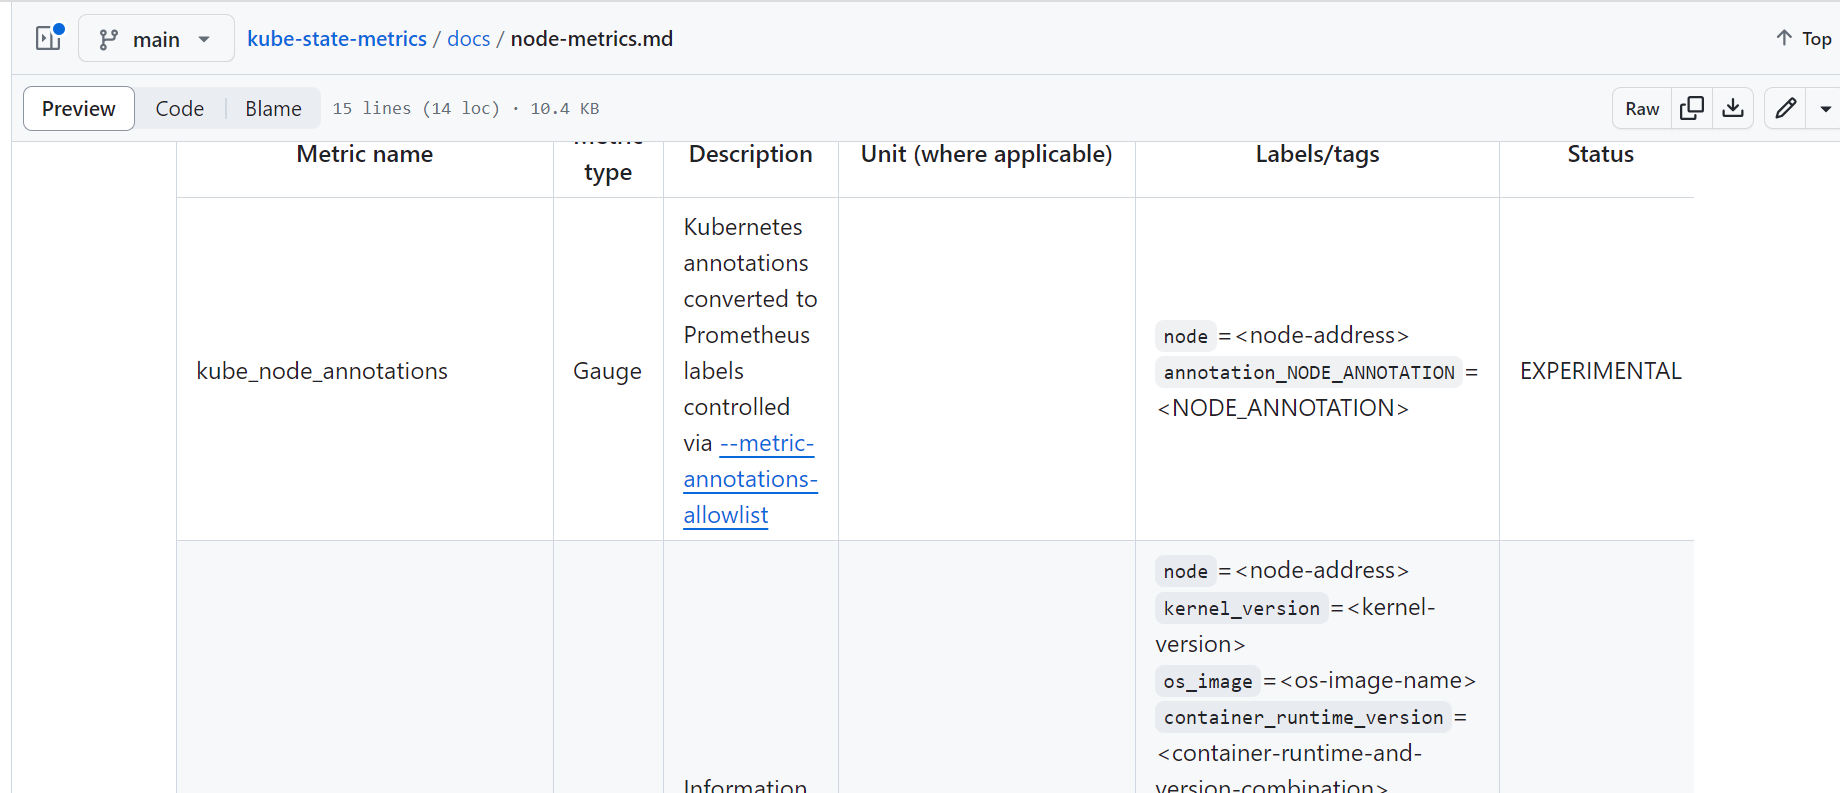 main
kube-state-metrics / docs / node-metrics.md
Top
Preview
Code
Blame
15 lines (14 loc) · 10.4 KB
Raw
Metric name
Metric
type
Description
Unit (where applicable)
Labels/tags
Status
kube_node_annotations
Gauge
Kubernetes
annotations
converted to
Prometheus
labels
controlled
via --metric-
annotations-
allowlist
node=<node-address>
annotation_NODE_ANNOTATION=
<NODE_ANNOTATION>
EXPERIMENTAL
Information
node=<node-address>
kernel_version=<kernel-
version>
os_image=<os-image-name>
container_runtime_version=
<container-runtime-and-
version-combination>